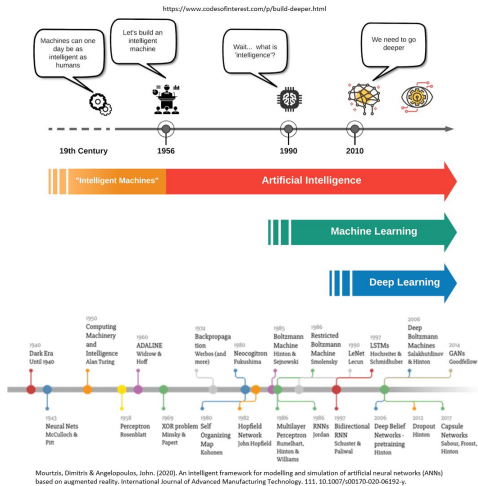 https://www.codesofinterest.com/p/build-deeper.html
Machines can one
day be as
intelligent as
humans
Let's build an
intelligent
machine
Wait... what is
'intelligence'?
We need to go
deeper
19th Century
1956
1990
2010
"Intelligent Machines"
Artificial Intelligence
Machine Learning
Deep Learning
1940
Dark Era
Until 1940
1950
Computing
Machinery
and
Intelligence
Alan Turing
1960
ADALINE
Widrow &
Hoff
1974
Backpropaga
tion
Werbos (and
more)
1980
Neocogitron
Fukushima
1985
Boltzmann
Machine
Hinton &
Sejnowski
1986
Restricted
Boltzmann
Machine
Smolensky
1990
LeNet
Lecun
1997
LSTMs
Hochreiter &
Schmidhuber
2006
Deep
Boltzmann
Machines
Salakhutdinov
& Hinton
2014
GANs
Goodfellow
1943
Neural Nets
McCulloch &
Pitt
1958
Perceptron
Rosenblatt
1969
XOR problem
Minsky &
Papert
1980
Self
Organizing
Map
Kohonen
1982
Hopfield
Network
John Hopfield
1986
Multilayer
Perceptron
Rumelhart,
Hinton &
Williams
1986
RNNs
Jordan
1997
Bidirectional
RNN
Schuster &
Paliwal
2006
Deep Belief
Networks -
pretraining
Hinton
2012
Dropout
Hinton
2017
Capsule
Networks
Sabour, Frosst,
Hinton
Mourtzis, Dimitris & Angelopoulos, John. (2020). An intelligent framework for modelling and simulation of artificial neural networks (ANNs)
based on augmented reality. International Journal of Advanced Manufacturing Technology. 111. 10.1007/s00170-020-06192-y.